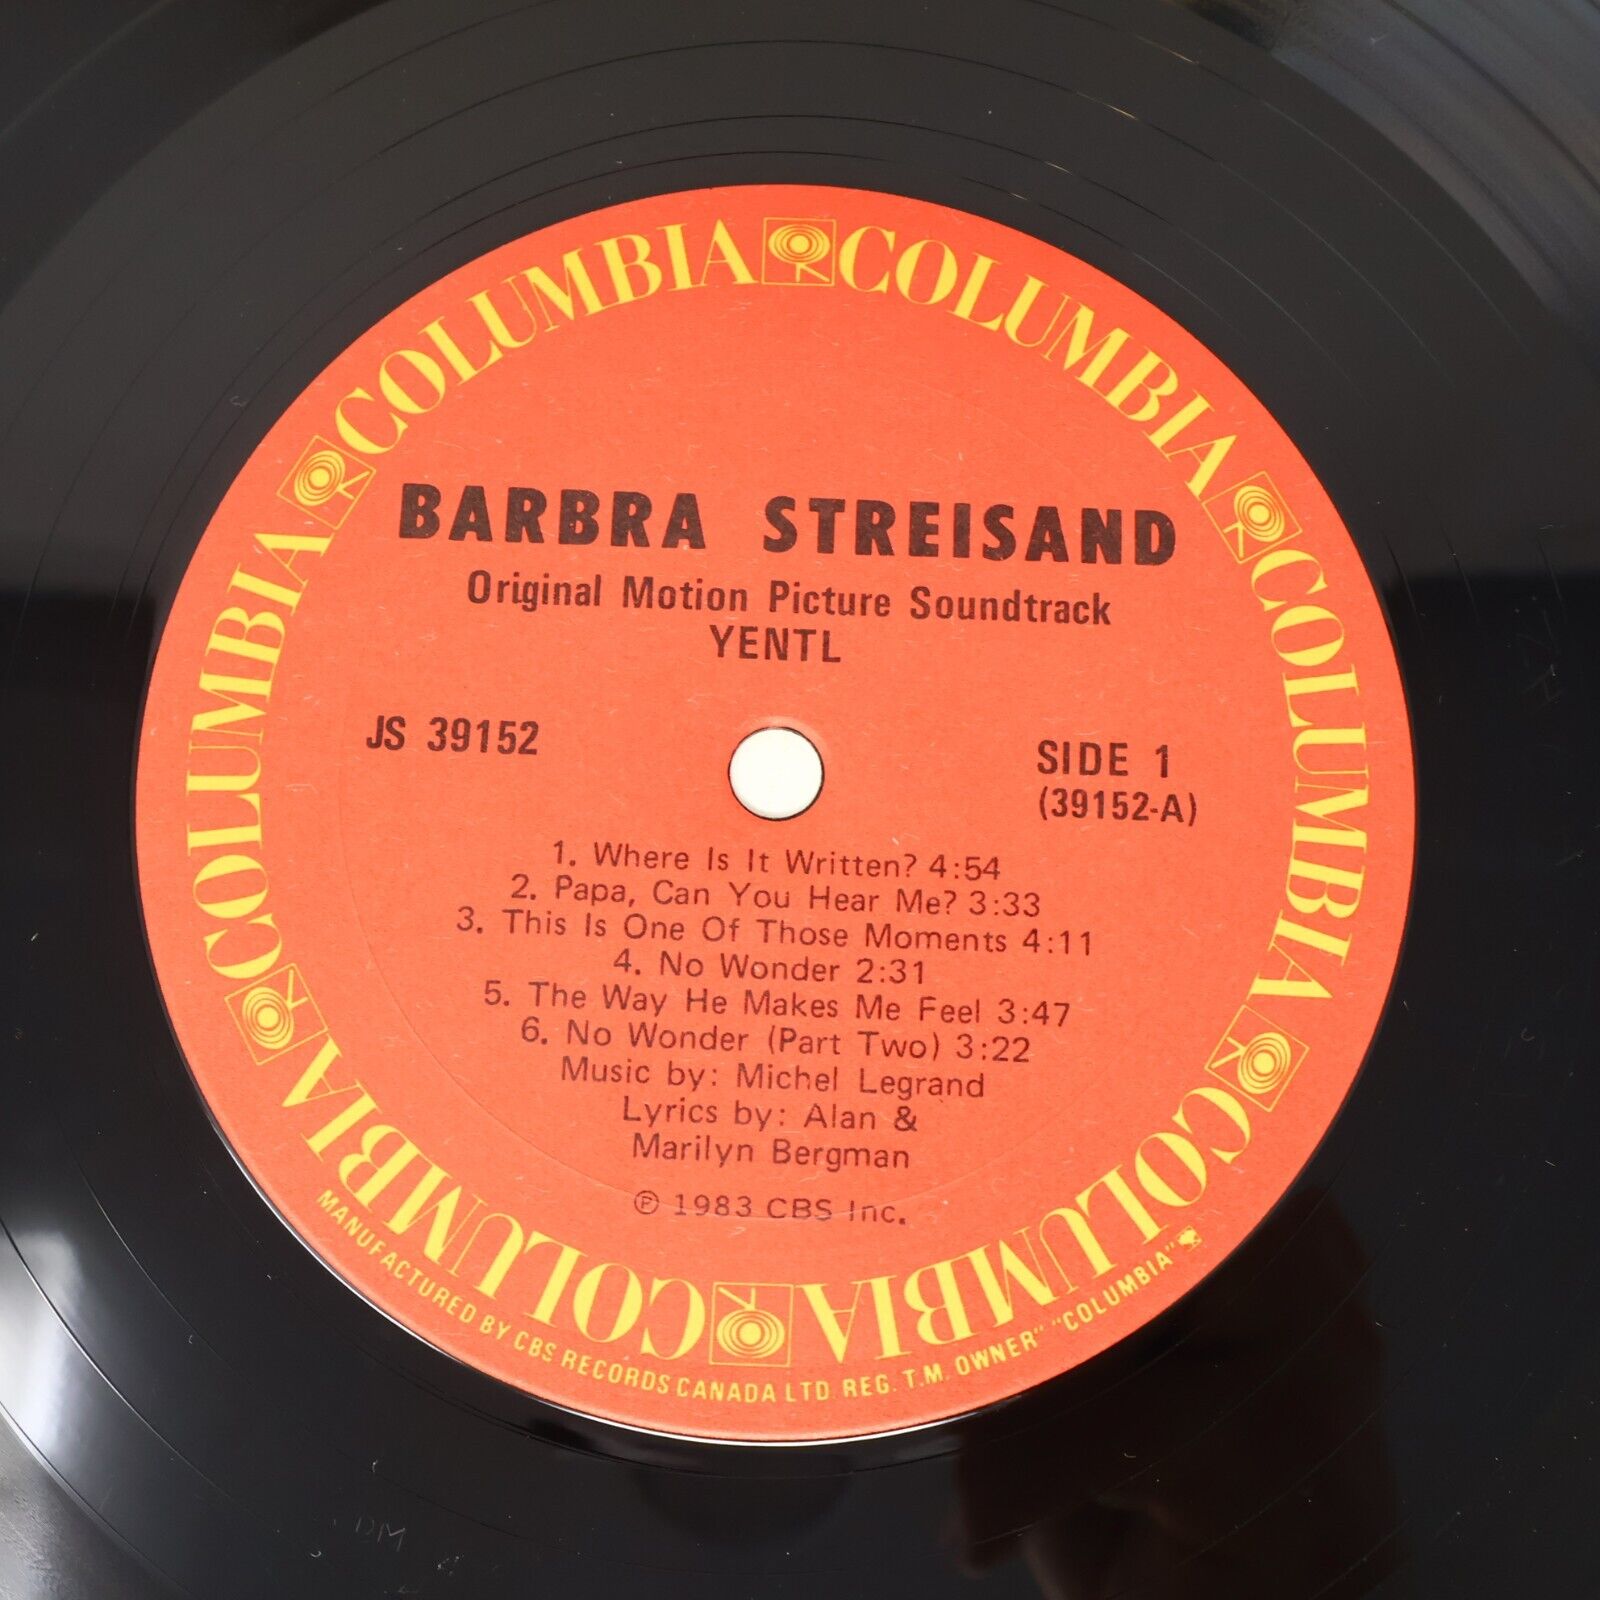 COLUMBIA COLUMBIA COLUMBIA COLUMBIA COLUMBIA COLUMBIA
BARBRA STREISAND
Original Motion Picture Soundtrack
YENTL
JS 39152
SIDE 1
(39152-A)
1. Where Is It Written? 4:54
2. Papa, Can You Hear Me? 3:33
3. This Is One Of Those Moments 4:11
4. No Wonder 2:31
5. The Way He Makes Me Feel 3:47
6. No Wonder (Part Two) 3:22
Music by: Michel Legrand
Lyrics by: Alan &
Marilyn Bergman
℗ 1983 CBS Inc.
MANUFACTURED BY CBS RECORDS CANADA LTD. REG. T.M. OWNER" "COLUMBIA"
DM